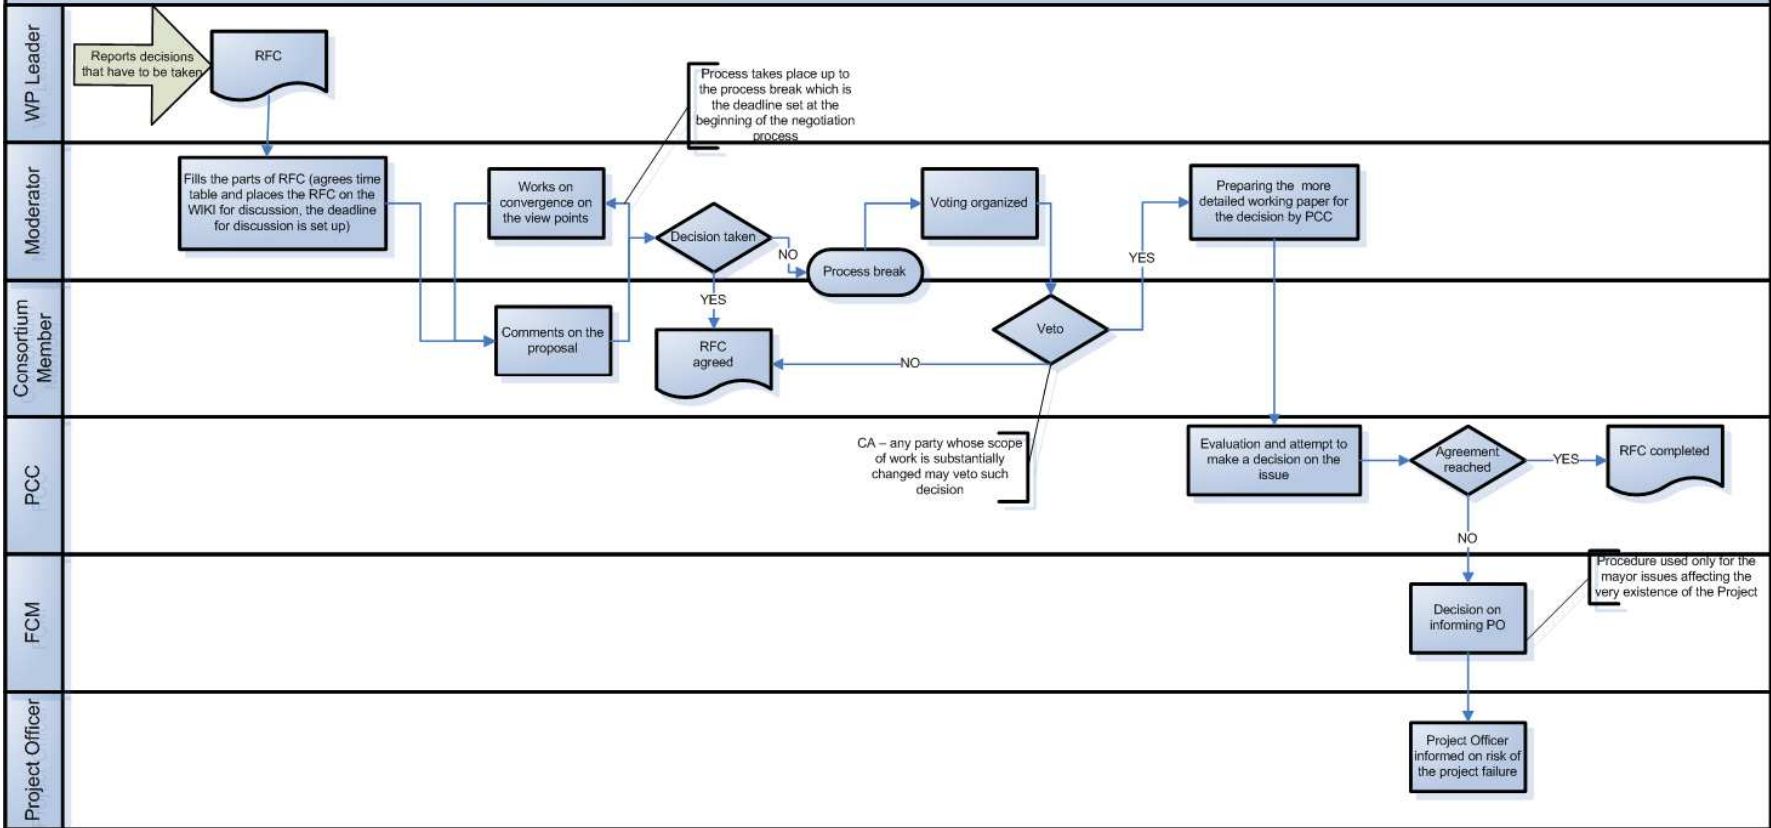 WP Leader
Reports decisions
that have to be taken
RFC
Process takes place up to
the process break which is
the deadline set at the
beginning of the negotiation
process
Moderator
Fills the parts of RFC (agrees time
table and places the RFC on the
WIKI for discussion, the deadline
for discussion is set up)
Works on
convergence on
the view points
Decision taken
NO
Process break
Voting organized
YES
Preparing the more
detailed working paper for
the decision by PCC
Consortium
Member
Comments on the
proposal
YES
RFC
agreed
NO
Veto
PCC
CA – any party whose scope
of work is substantially
changed may veto such
decision
Evaluation and attempt to
make a decision on the
issue
Agreement
reached
YES
RFC completed
NO
FCM
Decision on
informing PO
Procedure used only for the
mayor issues affecting the
very existence of the Project
Project Officer
Project Officer
informed on risk of
the project failure